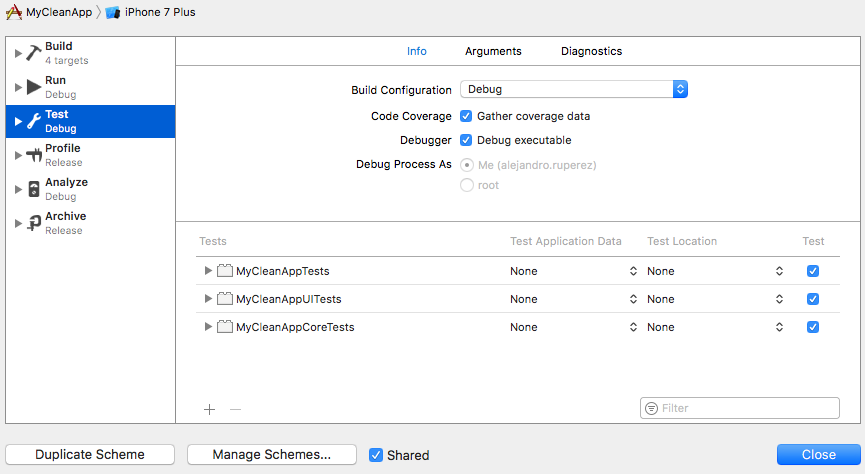 MyCleanApp
iPhone 7 Plus
Build
4 targets
Run
Debug
Test
Debug
Profile
Release
Analyze
Debug
Archive
Release
Info Arguments Diagnostics
Build Configuration Debug
Code Coverage Gather coverage data
Debugger Debug executable
Debug Process As Me (alejandro.ruperez)
root
Tests Test Application Data Test Location Test
MyCleanAppTests None None
MyCleanAppUITests None None
MyCleanAppCoreTests None None
Filter
Duplicate Scheme Manage Schemes... Shared Close